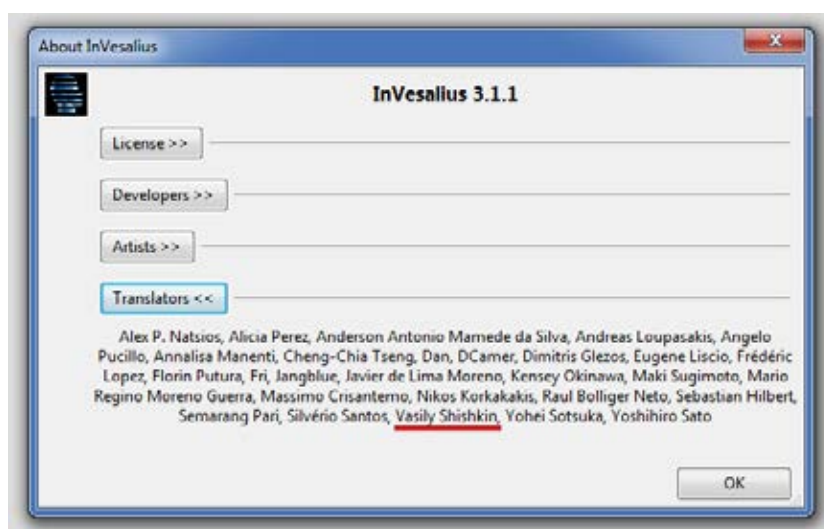 About InVesalius
InVesalius 3.1.1
License >>
Developers >>
Artists >>
Translators <<
Alex P. Natsios, Alicia Perez, Anderson Antonio Mamede da Silva, Andreas Loupasakis, Angelo
Pucillo, Annalisa Manenti, Cheng-Chia Tseng, Dan, DCamer, Dimitris Glezos, Eugene Liscio, Frédéric
Lopez, Florin Putura, Fri, Jangblue, Javier de Lima Moreno, Kensey Okinawa, Maki Sugimoto, Mario
Regino Moreno Guerra, Massimo Crisantemo, Nikos Korkakakis, Raul Bolliger Neto, Sebastian Hilbert,
Semarang Pari, Silvério Santos, Vasily Shishkin, Yohei Sotsuka, Yoshihiro Sato
OK